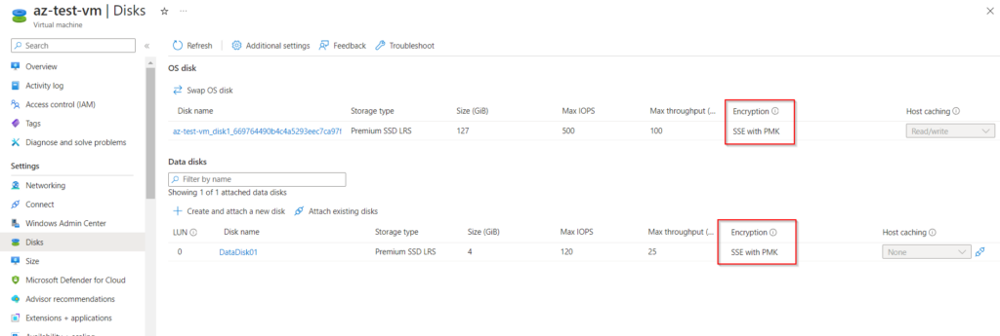 az-test-vm | Disks ☆ ...
Virtual machine
Search
Refresh Additional settings Feedback Troubleshoot
Overview
Activity log
Access control (IAM)
Tags
Diagnose and solve problems
Settings
Networking
Connect
Windows Admin Center
Disks
Size
Microsoft Defender for Cloud
Advisor recommendations
Extensions + applications
Availability + scaling
OS disk
Swap OS disk
Disk name Storage type Size (GiB) Max IOPS Max throughput (... Encryption Host caching
az-test-vm_disk1_669764490b4c4a5293eec7ca97f Premium SSD LRS 127 500 100 SSE with PMK Read/write
Data disks
Filter by name
Showing 1 of 1 attached data disks
Create and attach a new disk Attach existing disks
LUN Disk name Storage type Size (GiB) Max IOPS Max throughput (... Encryption Host caching
0 DataDisk01 Premium SSD LRS 4 120 25 SSE with PMK None